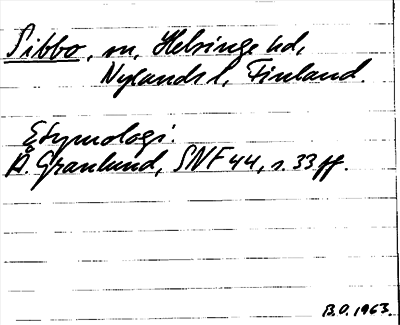 Sibbo, sn, Helsinge hd,
Nylands l, Finland.
Etymologi.
Å. Granlund, SNF 44, s. 33 ff.
B.O. 1963.